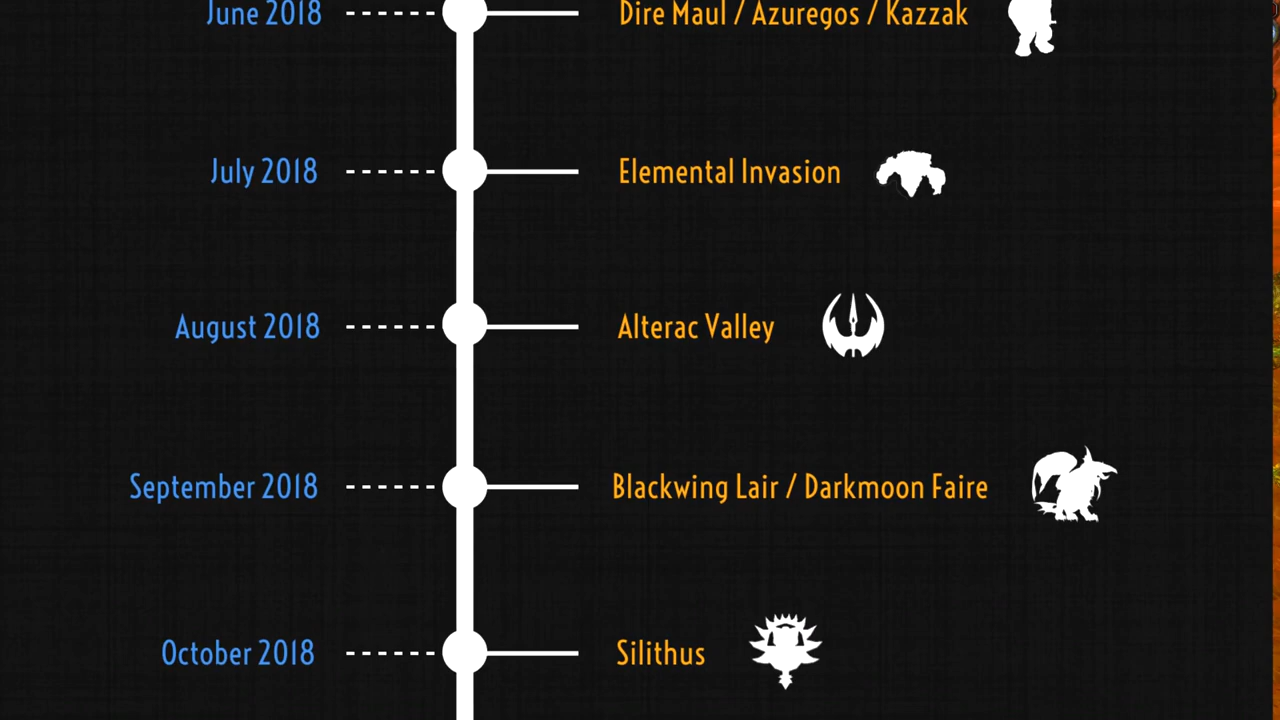 June 2018 Dire Maul / Azuregos / Kazzak
July 2018 Elemental Invasion
August 2018 Alterac Valley
September 2018 Blackwing Lair / Darkmoon Faire
October 2018 Silithus